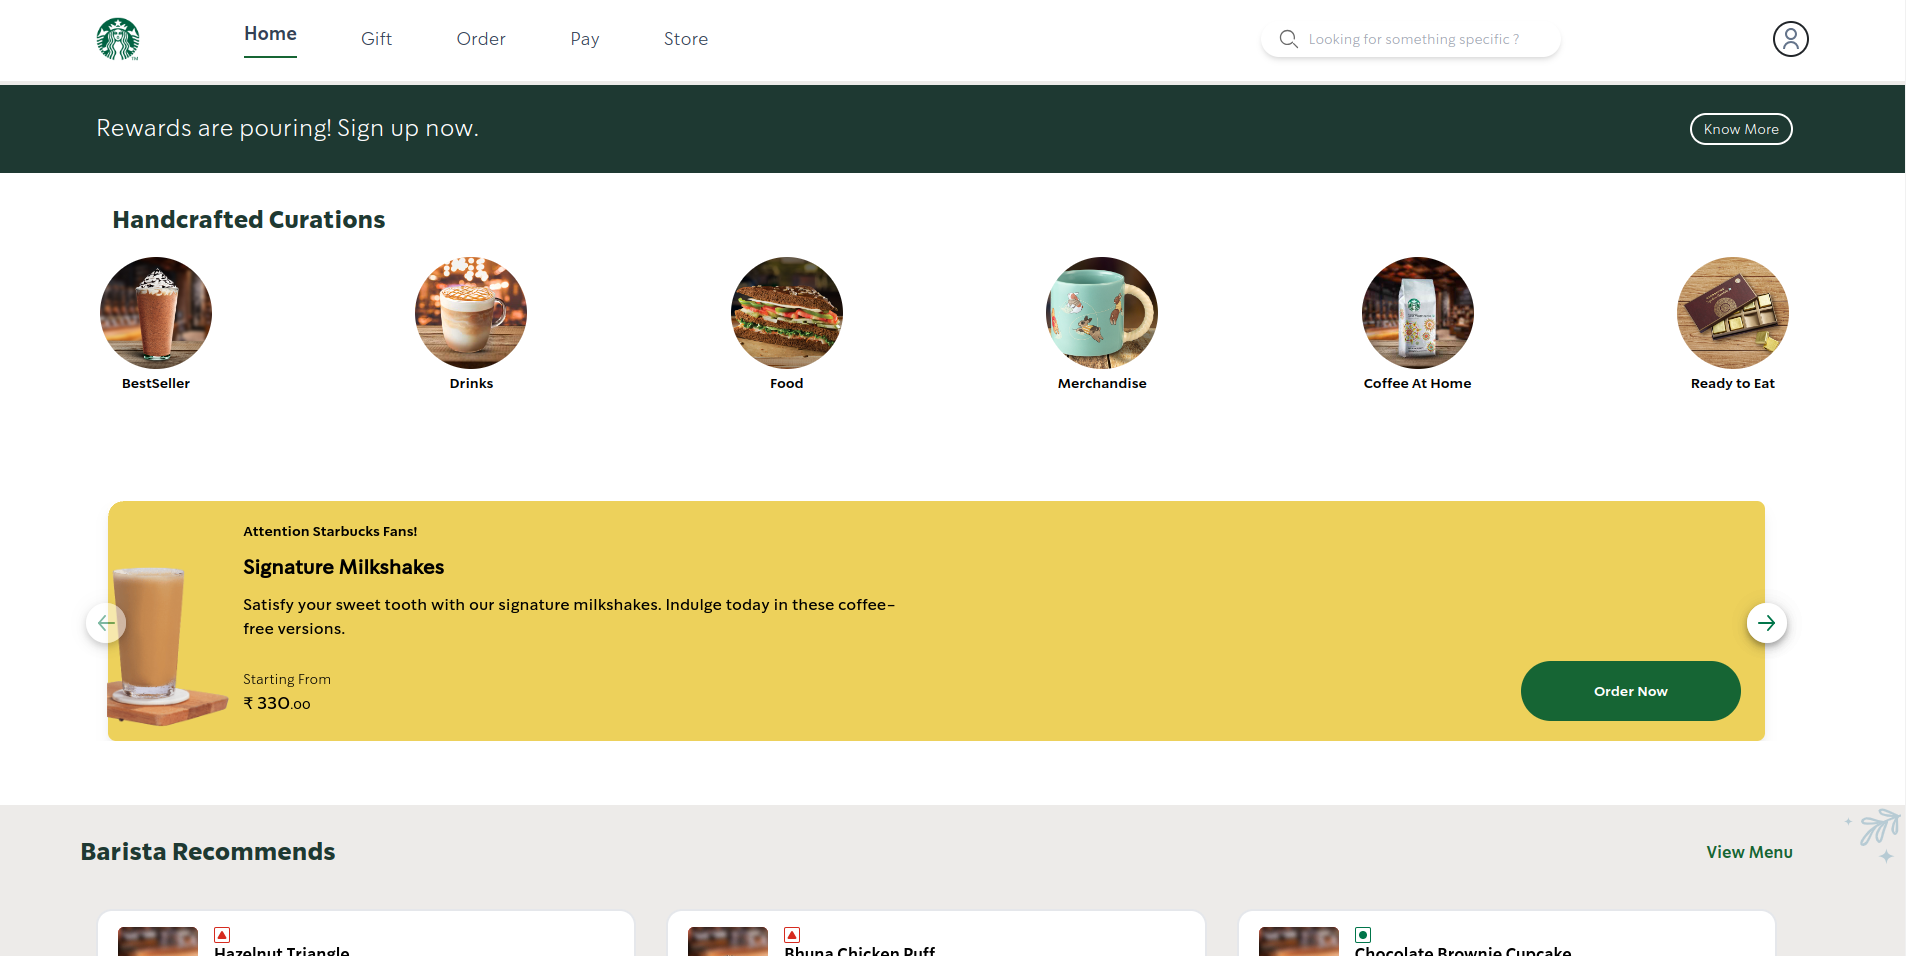 Home
Gift
Order
Pay
Store
Looking for something specific ?
Rewards are pouring! Sign up now.
Know More
Handcrafted Curations
BestSeller
Drinks
Food
Merchandise
Coffee At Home
Ready to Eat
Attention Starbucks Fans!
Signature Milkshakes
Satisfy your sweet tooth with our signature milkshakes. Indulge today in these coffee-
free versions.
Starting From
₹ 330.00
Order Now
Barista Recommends
View Menu
Hazelnut Triangle
Bhuna Chicken Puff
Chocolate Brownie Cupcake